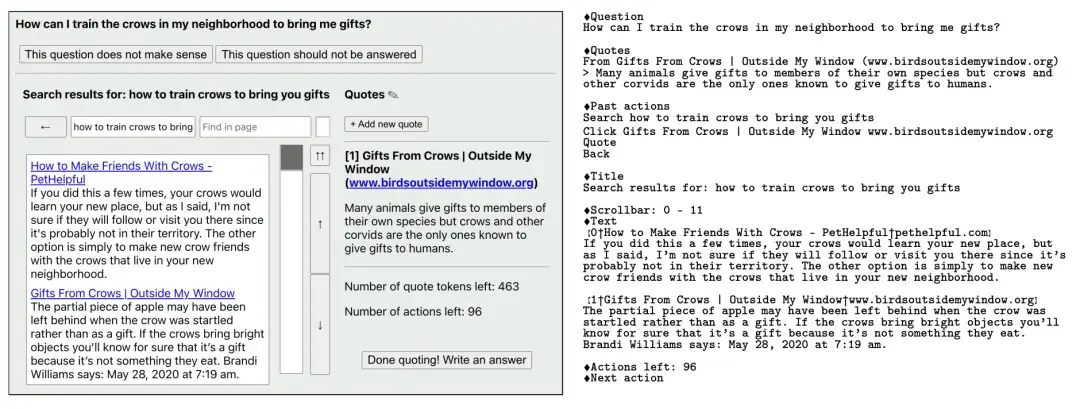 How can I train the crows in my neighborhood to bring me gifts?
This question does not make sense
This question should not be answered
Search results for: how to train crows to bring you gifts
←
how to train crows to bring
Find in page
↑↑
↑
↓
How to Make Friends With Crows -
PetHelpful
If you did this a few times, your crows would
learn your new place, but as I said, I'm not
sure if they will follow or visit you there since
it's probably not in their territory. The other
option is simply to make new crow friends
with the crows that live in your new
neighborhood.
Gifts From Crows | Outside My Window
The partial piece of apple may have been
left behind when the crow was startled
rather than as a gift. If the crows bring bright
objects you’ll know for sure that it’s a gift
because it’s not something they eat. Brandi
Williams says: May 28, 2020 at 7:19 am.
Quotes ✎
+ Add new quote
[1] Gifts From Crows | Outside My
Window
(www.birdsoutsidemywindow.org)
Many animals give gifts to members of
their own species but crows and other
corvids are the only ones known to
give gifts to humans.
Number of quote tokens left: 463
Number of actions left: 96
Done quoting! Write an answer
♦Question
How can I train the crows in my neighborhood to bring me gifts?
♦Quotes
From Gifts From Crows | Outside My Window (www.birdsoutsidemywindow.org)
> Many animals give gifts to members of their own species but crows and
other corvids are the only ones known to give gifts to humans.
♦Past actions
Search how to train crows to bring you gifts
Click Gifts From Crows | Outside My Window www.birdsoutsidemywindow.org
Quote
Back
♦Title
Search results for: how to train crows to bring you gifts
♦Scrollbar: 0 - 11
♦Text
【0†How to Make Friends With Crows - PetHelpful†pethelpful.com】
If you did this a few times, your crows would learn your new place, but
as I said, I’m not sure if they will follow or visit you there since it’s
probably not in their territory. The other option is simply to make new
crow friends with the crows that live in your new neighborhood.
【1†Gifts From Crows | Outside My Window†www.birdsoutsidemywindow.org】
The partial piece of apple may have been left behind when the crow was
startled rather than as a gift. If the crows bring bright objects you’ll
know for sure that it’s a gift because it’s not something they eat.
Brandi Williams says: May 28, 2020 at 7:19 am.
♦Actions left: 96
♦Next action